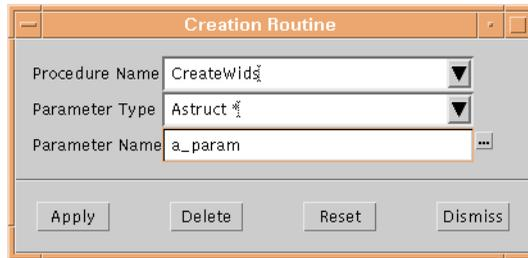 Creation Routine
Procedure Name CreateWids
Parameter Type Astruct *
Parameter Name a_param ...
Apply Delete Reset Dismiss